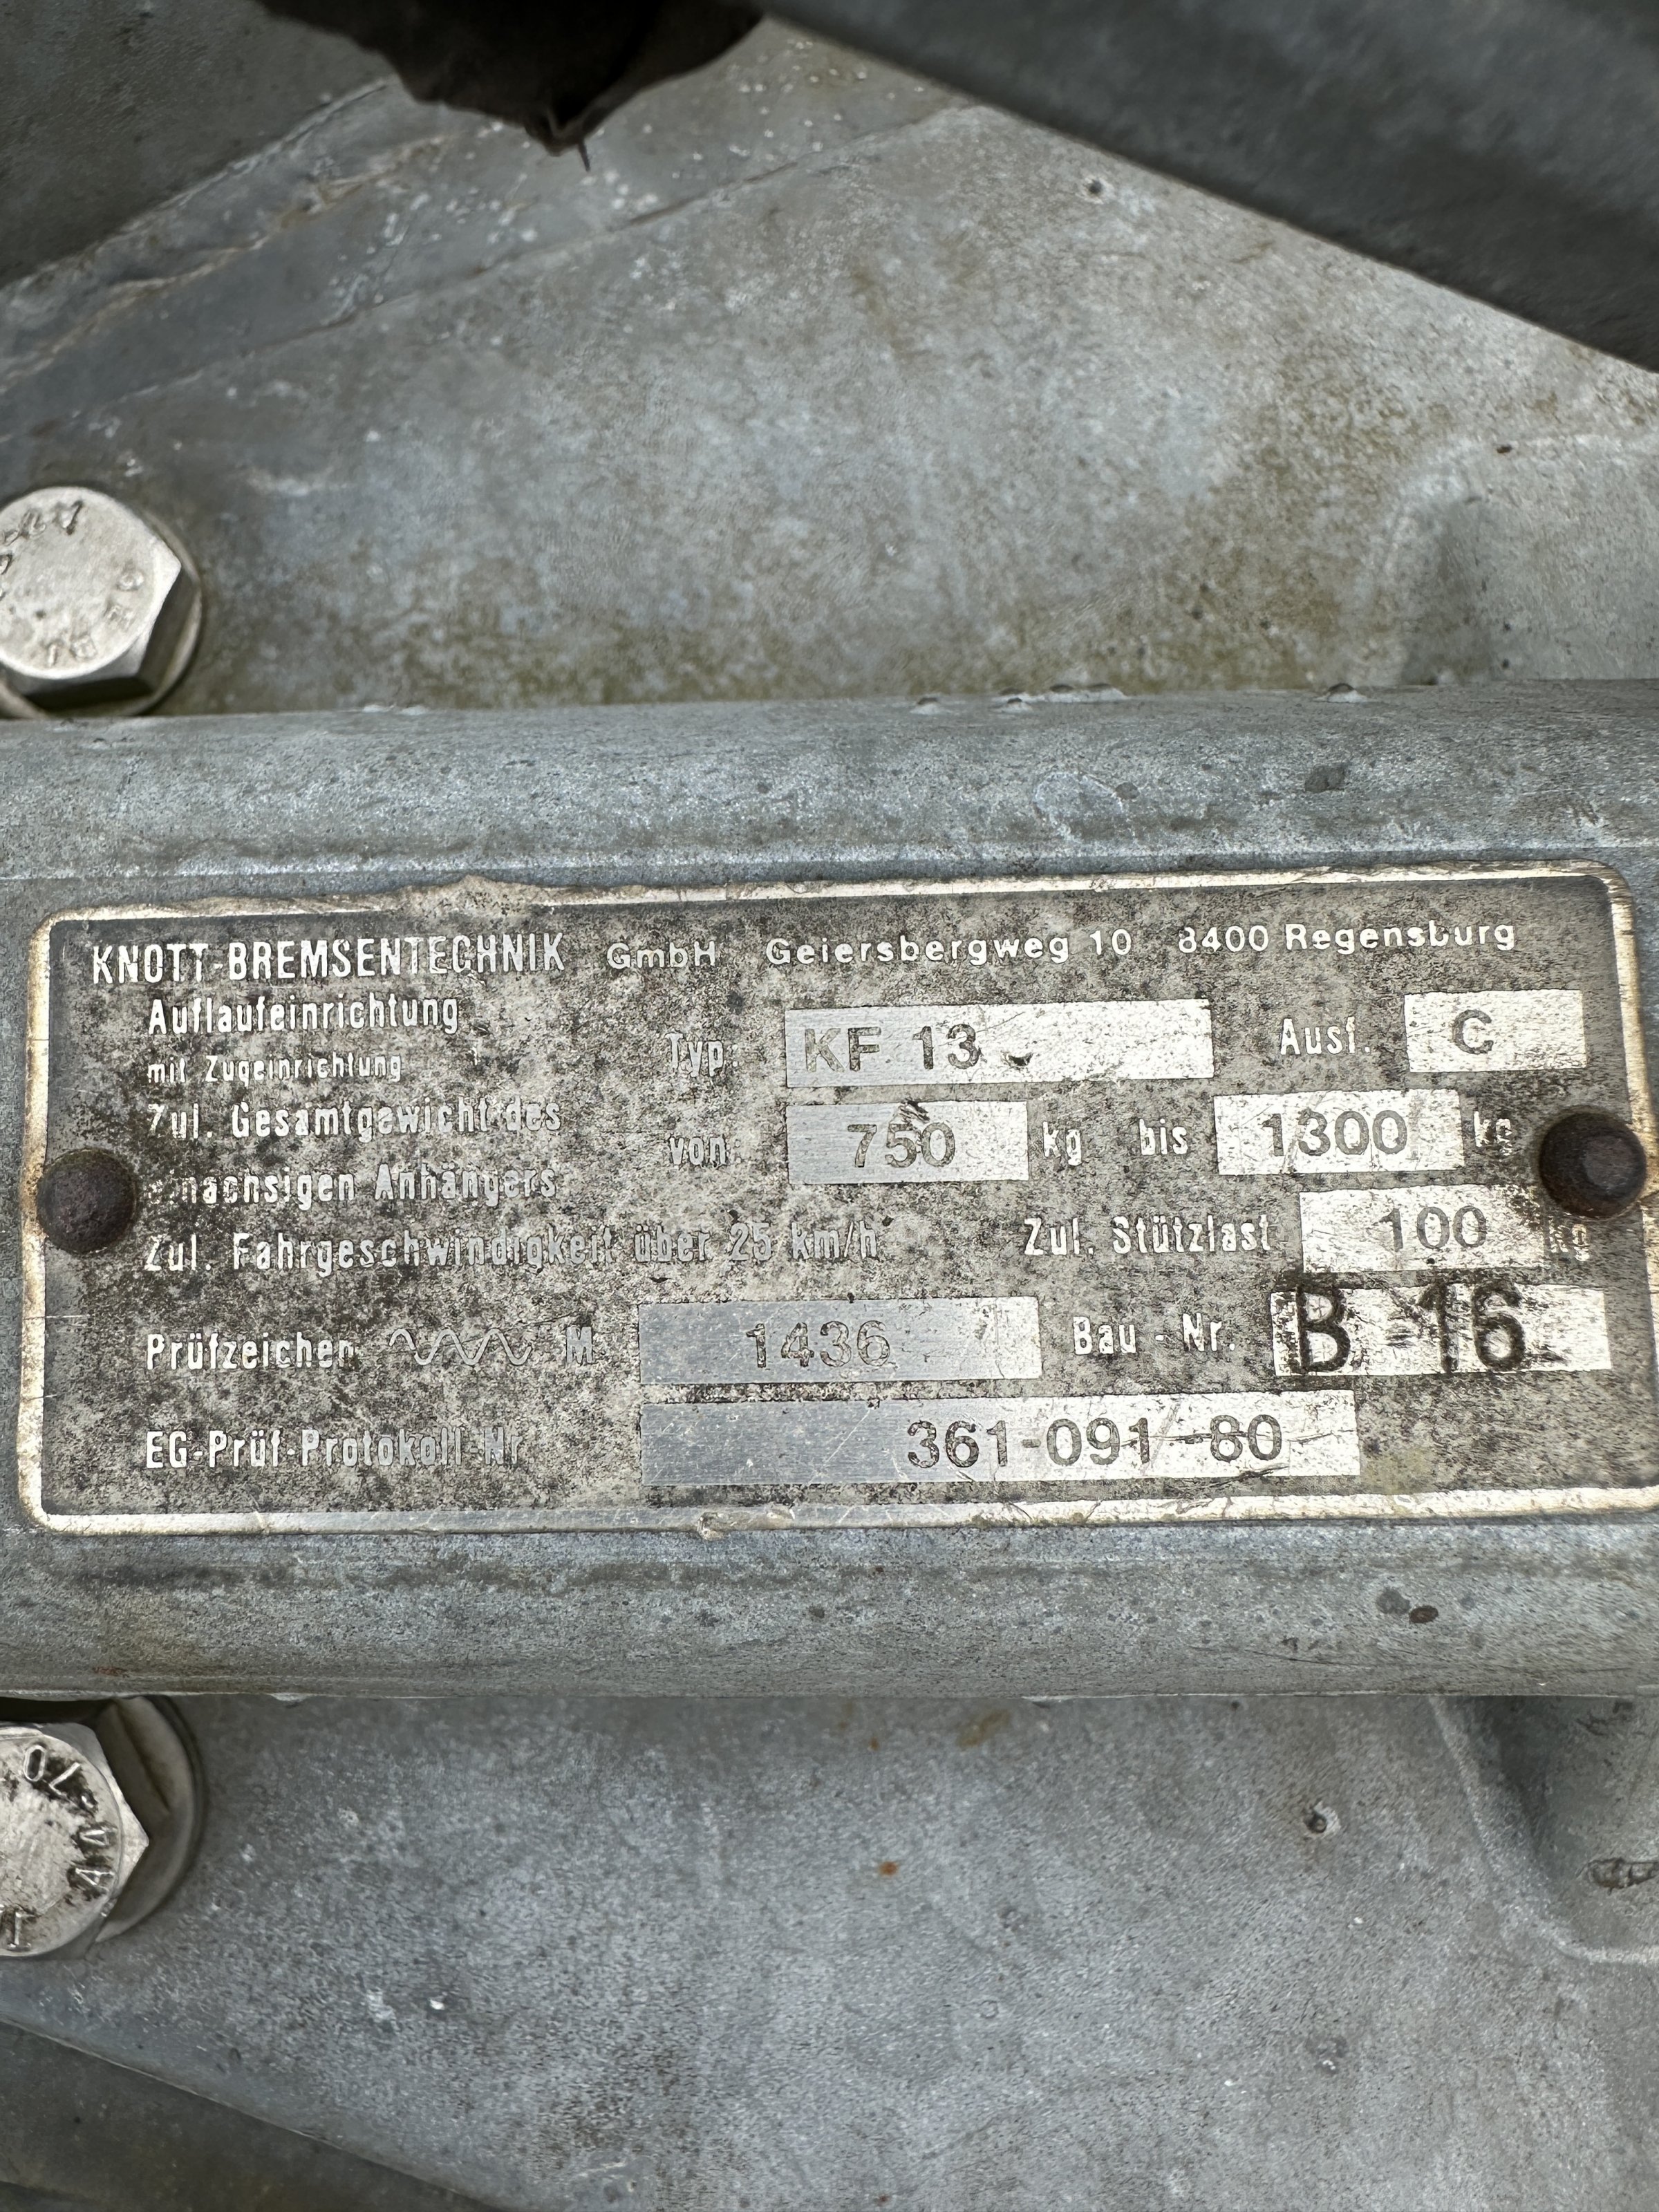 KNOTT-BREMSENTECHNIK GmbH Geiersbergweg 10 8400 Regensburg
Auflaufeinrichtung
mit Zugeinrichtung Typ: KF 13 Ausf. C
Zul. Gesamtgewicht des
einachsigen Anhängers von 750 kg bis 1300 kg
Zul. Fahrgeschwindigkeit über 25 km/h Zul. Stützlast 100 kg
Prüfzeichen M 1436 Bau-Nr. B 16
EG-Prüf-Protokoll-Nr 361-091-80
70